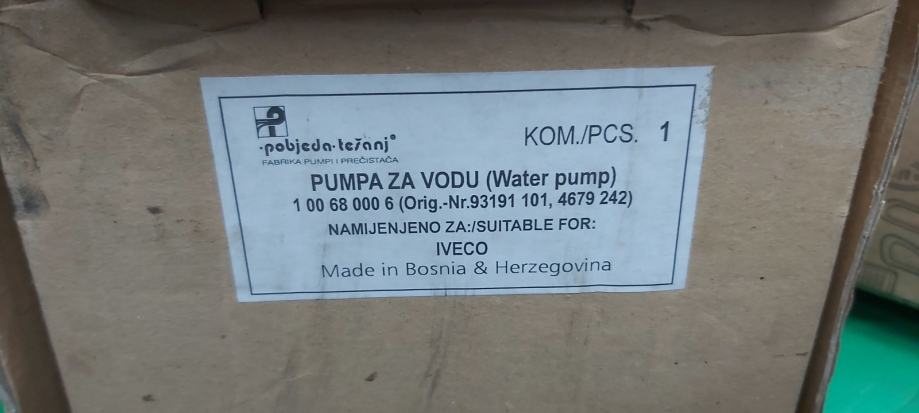 ·pobjeda·težanj®
FABRIKA PUMPI I PREČISTAČA
KOM./PCS. 1
PUMPA ZA VODU (Water pump)
1 00 68 000 6 (Orig.-Nr.93191 101, 4679 242)
NAMIJENJENO ZA:/SUITABLE FOR:
IVECO
Made in Bosnia & Herzegovina